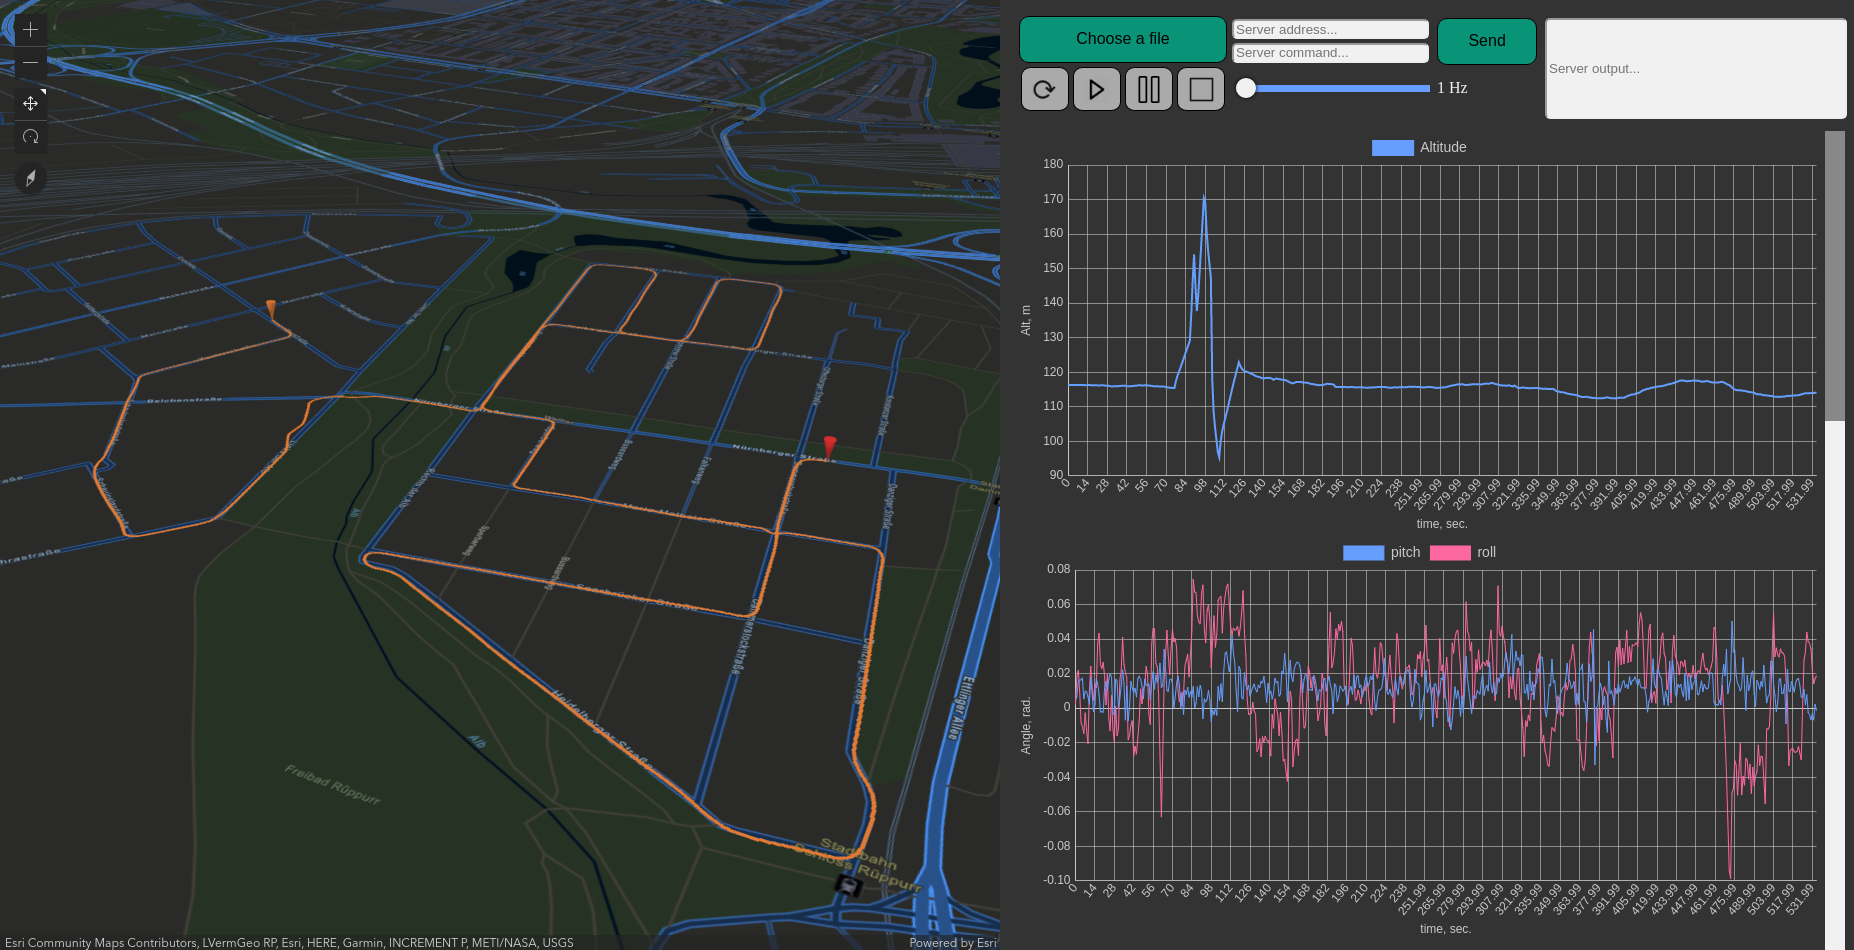 Choose a file
Server address...
Server command...
Send
Server output...
1 Hz
Altitude
180
170
160
150
140
130
120
110
100
90
Alt, m
0 14 28 42 56 70 84 98 112 126 140 154 168 182 196 210 224 238 251.99 265.99 279.99 293.99 307.99 321.99 335.99 349.99 363.99 377.99 391.99 405.99 419.99 433.99 447.99 461.99 475.99 489.99 503.99 517.99 531.99
time, sec.
pitch roll
0.08
0.06
0.04
0.02
0
-0.02
-0.04
-0.06
-0.08
-0.10
Angle, rad.
0 14 28 42 56 70 84 98 112 126 140 154 168 182 196 210 224 238 251.99 265.99 279.99 293.99 307.99 321.99 335.99 349.99 363.99 377.99 391.99 405.99 419.99 433.99 447.99 461.99 475.99 489.99 503.99 517.99 531.99
time, sec.
Belchenstraße
Nürnberger Straße
Nürnberger Straße
Saarbrücker Straße
Heidelberger Straße
Danziger Straße
Danziger Straße
Ettlinger Allee
Alb
Freibad Rüppurr
Stadtbahn
Schloss Rüppurr
Esri Community Maps Contributors, LVermGeo RP, Esri, HERE, Garmin, INCREMENT P, METI/NASA, USGS
Powered by Esri